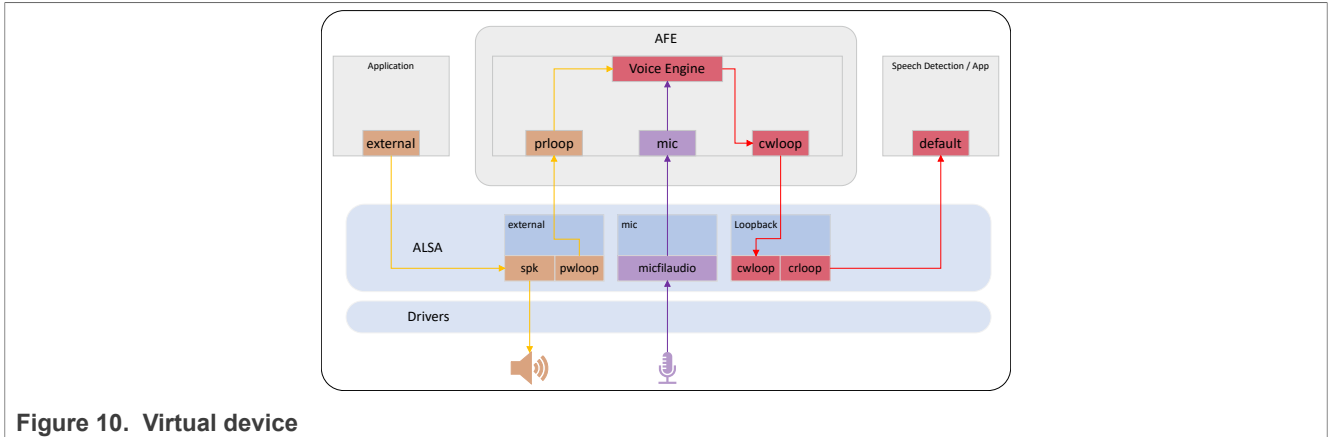 AFE
Application
Voice Engine
Speech Detection / App
external
prloop
mic
cwloop
default
external
mic
Loopback
ALSA
spk
pwloop
micfilaudio
cwloop
crloop
Drivers
Figure 10. Virtual device